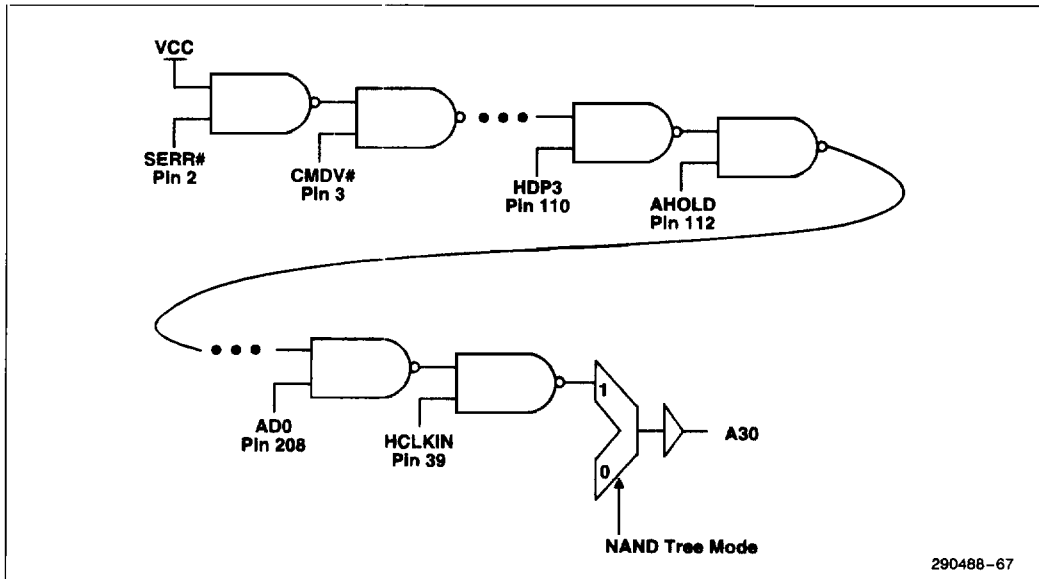 VCC
SERR#
Pin 2
CMDV#
Pin 3
HDP3
Pin 110
AHOLD
Pin 112
AD0
Pin 208
HCLKIN
Pin 39
1
0
A30
NAND Tree Mode
290488-67